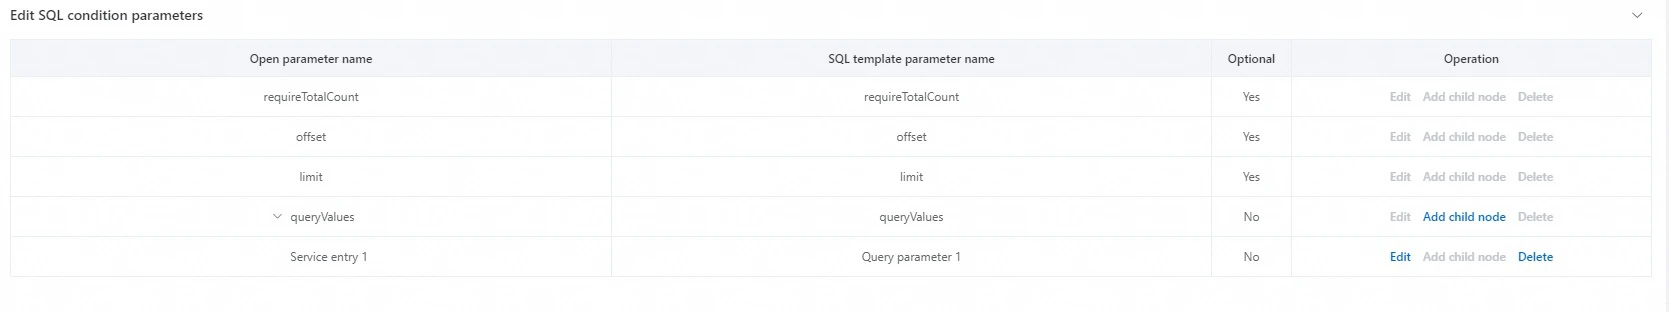 Edit SQL condition parameters
Open parameter name SQL template parameter name Optional Operation
requireTotalCount requireTotalCount Yes Edit Add child node Delete
offset offset Yes Edit Add child node Delete
limit limit Yes Edit Add child node Delete
queryValues queryValues No Edit Add child node Delete
Service entry 1 Query parameter 1 No Edit Add child node Delete